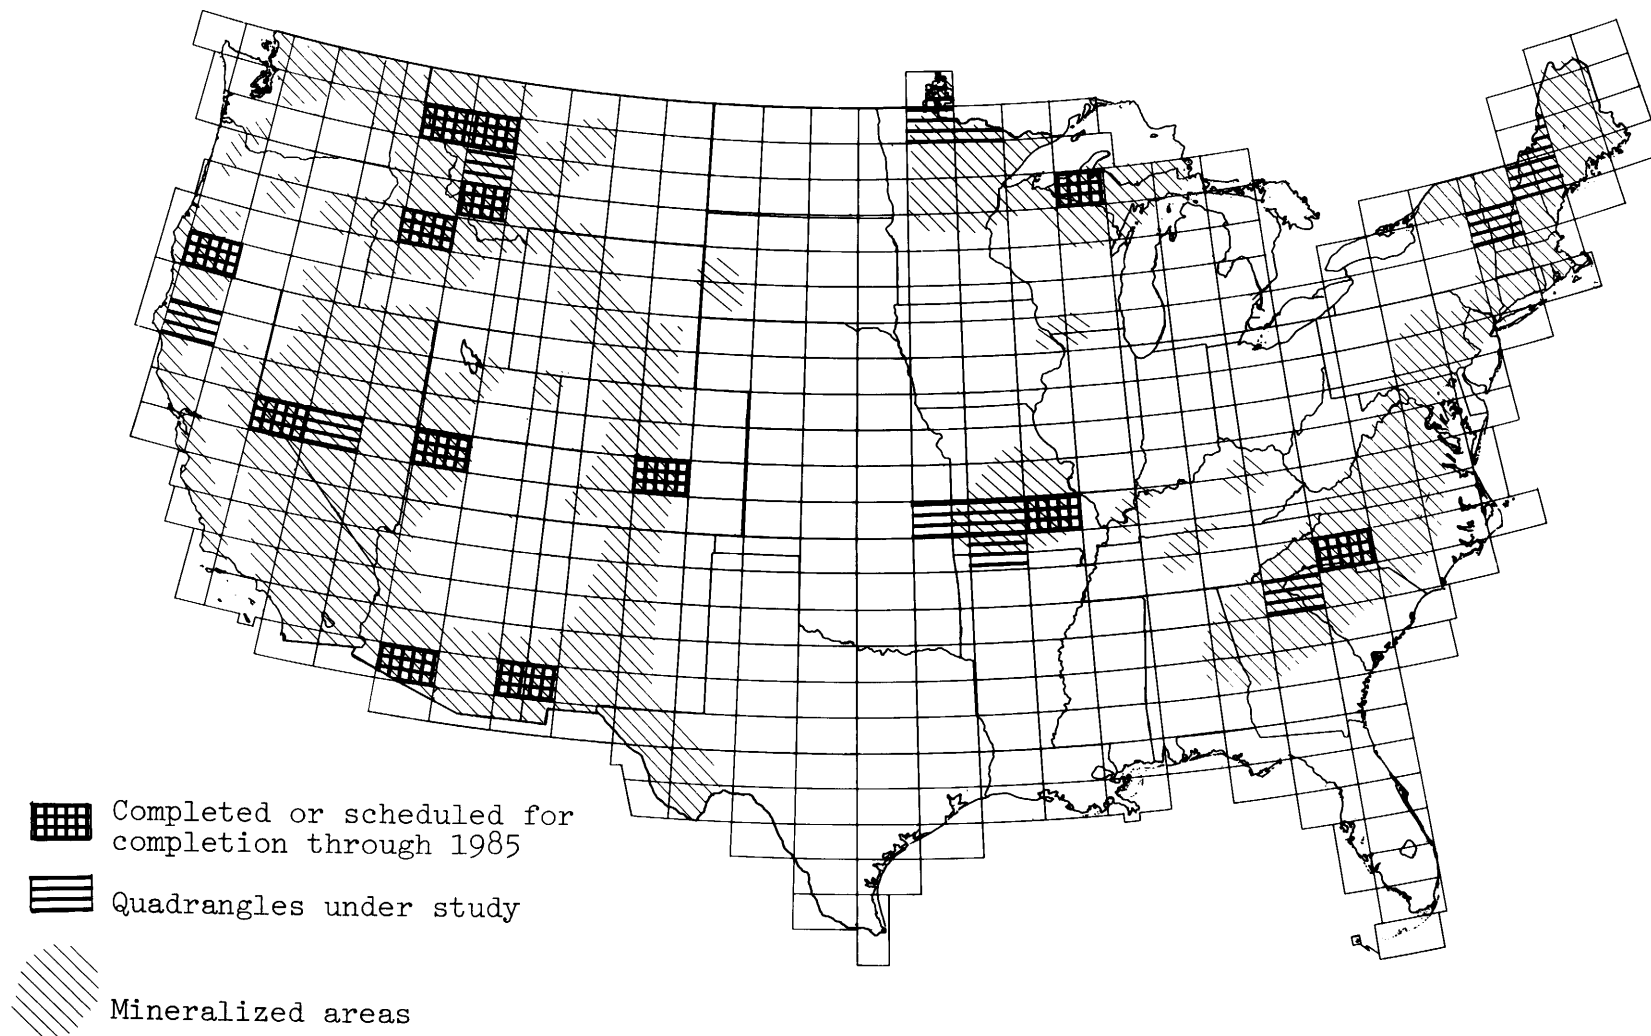 Completed or scheduled for
completion through 1985
Quadrangles under study
Mineralized areas